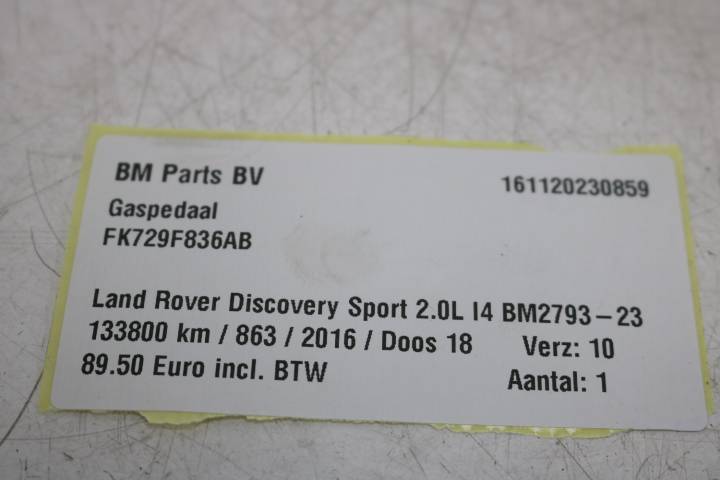 BM Parts BV 161120230859
Gaspedaal
FK729F836AB
Land Rover Discovery Sport 2.0L I4 BM2793-23
133800 km / 863 / 2016 / Doos 18 Verz: 10
89.50 Euro incl. BTW Aantal: 1